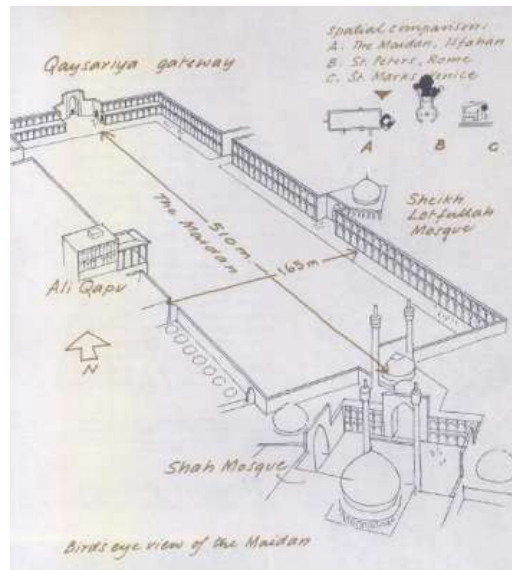 spatial comparison:
A. The Maidan, Isfahan
B. St. Peters, Rome
C. St. Marks Venice
Qaysariya gateway
A
B
C
Sheikh
Lotfullah
Mosque
The Maidan
510m
165m
Ali Qapu
N
Shah Mosque
Birds eye view of the Maidan